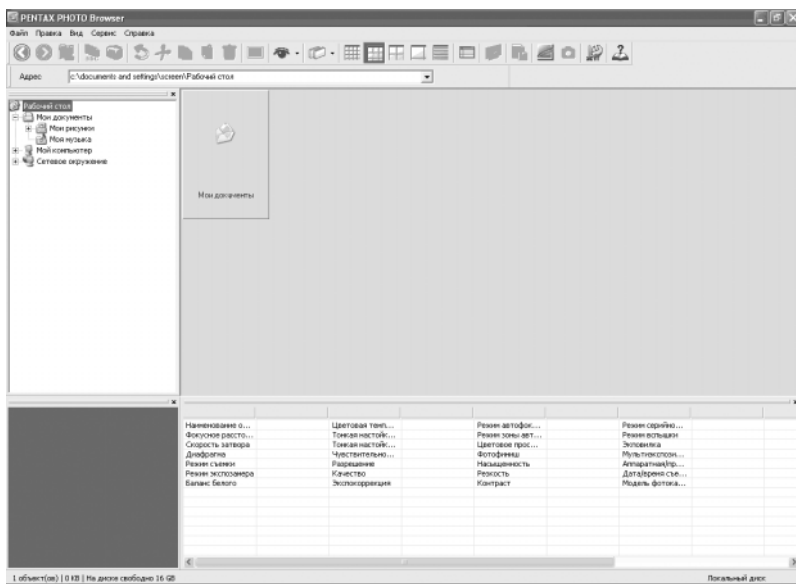 PENTAX PHOTO Browser
Файл Правка Вид Сервис Справка
Адрес c:\documents and settings\screen\Рабочий стол
Рабочий стол
Мои документы
Мои рисунки
Моя музыка
Мой компьютер
Сетевое окружение
Мои документы
Наименование о... Цветовая темп... Режим автофок... Режим серийно...
Фокусное рассто... Тонкая настойк... Режим зоны авт... Режим вспышки
Скорость затвора Тонкая настойк... Цветовое прос... Эксповилка
Диафрагма Чувствительно... Фотофиниш Мультиэкспози...
Режим съемки Разрешение Насыщенность Аппаратная/пр...
Режим экспозамера Качество Резкость Дата/время съе...
Баланс белого Экспокоррекция Контраст Модель фотока...
1 объект(ов) | 0 KB | На диске свободно 16 GB Локальный диск